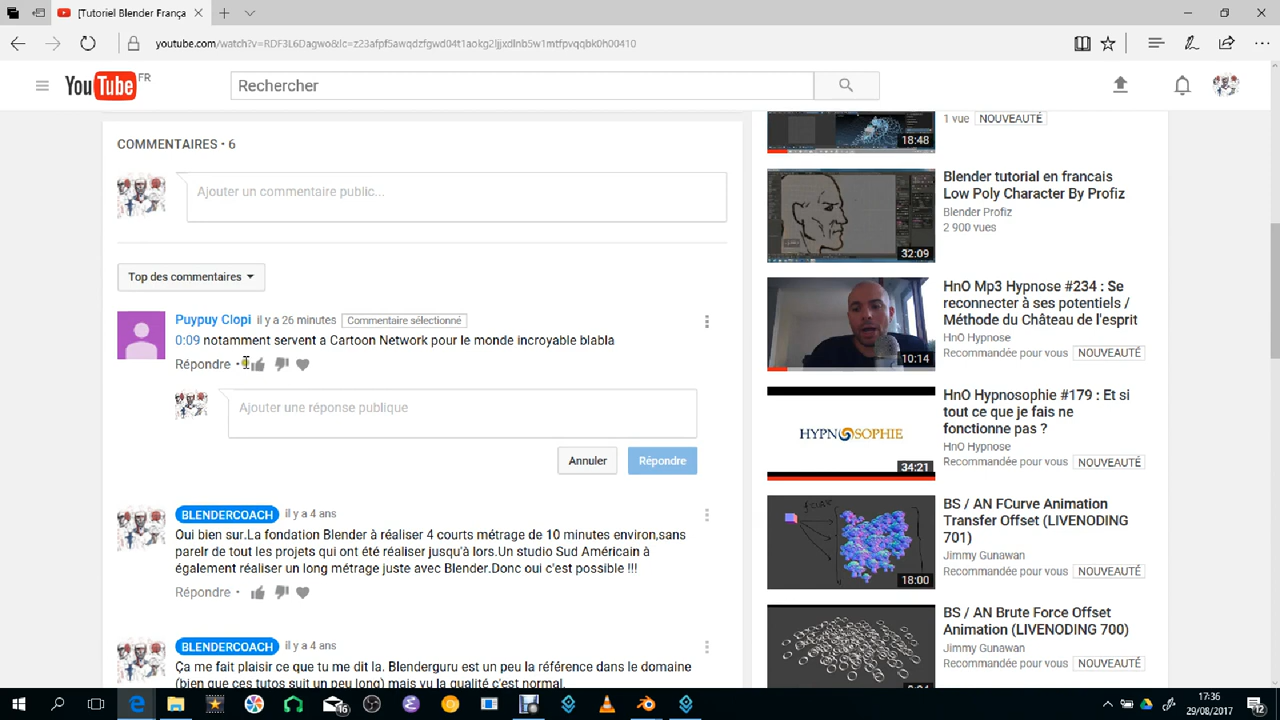 [Tutoriel Blender França
youtube.com/watch?v=RDF3L6Dagwo&lc=z23afpf5awqdzfgwd04t1aokg2ljjxdlnb5w1mtfpvqqbk0h00410
YouTube FR
Rechercher
COMMENTAIRES • 6
Ajouter un commentaire public...
Top des commentaires
Puypuy Clopi il y a 26 minutes Commentaire sélectionné
0:09 notamment servent a Cartoon Network pour le monde incroyable blabla
Répondre •
Ajouter une réponse publique
Annuler Répondre
BLENDERCOACH il y a 4 ans
Oui bien sur.La fondation Blender à réaliser 4 courts métrage de 10 minutes environ,sans
parelr de tout les projets qui ont été réaliser jusqu'à lors.Un studio Sud Américain à
également réaliser un long métrage juste avec Blender.Donc oui c'est possible !!!
Répondre •
BLENDERCOACH il y a 4 ans
Ça me fait plaisir ce que tu me dit la. Blenderguru est un peu la référence dans le domaine
(bien que ces tutos suit un peu long mais vu la qualité c'est normal.
1 vue NOUVEAUTÉ
18:48
Blender tutorial en francais
Low Poly Character By Profiz
Blender Profiz
2 900 vues
32:09
HnO Mp3 Hypnose #234 : Se
reconnecter à ses potentiels /
Méthode du Château de l'esprit
HnO Hypnose
Recommandée pour vous NOUVEAUTÉ
10:14
HnO Hypnosophie #179 : Et si
tout ce que je fais ne
fonctionne pas ?
HnO Hypnose
Recommandée pour vous NOUVEAUTÉ
HYPNOSOPHIE
34:21
BS / AN FCurve Animation
Transfer Offset (LIVENODING
701)
Jimmy Gunawan
Recommandée pour vous NOUVEAUTÉ
18:00
BS / AN Brute Force Offset
Animation (LIVENODING 700)
Jimmy Gunawan
Recommandée pour vous NOUVEAUTÉ
17:36
29/08/2017